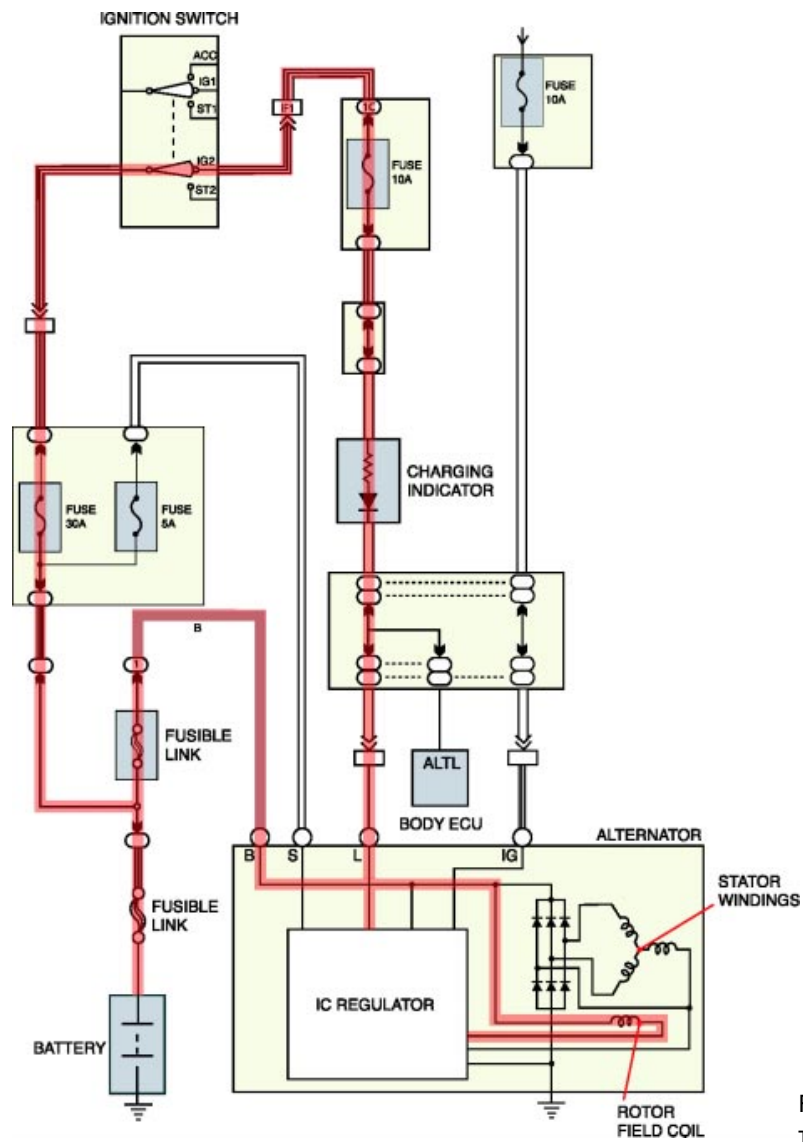 IGNITION SWITCH
ACC
IG1
ST1
IG2
ST2
IF1
1C
FUSE
10A
FUSE
10A
CHARGING
INDICATOR
FUSE
30A
FUSE
5A
B
1
FUSIBLE
LINK
ALTL
BODY ECU
ALTERNATOR
B
S
L
IG
STATOR
WINDINGS
FUSIBLE
LINK
IC REGULATOR
BATTERY
ROTOR
FIELD COIL
F
T